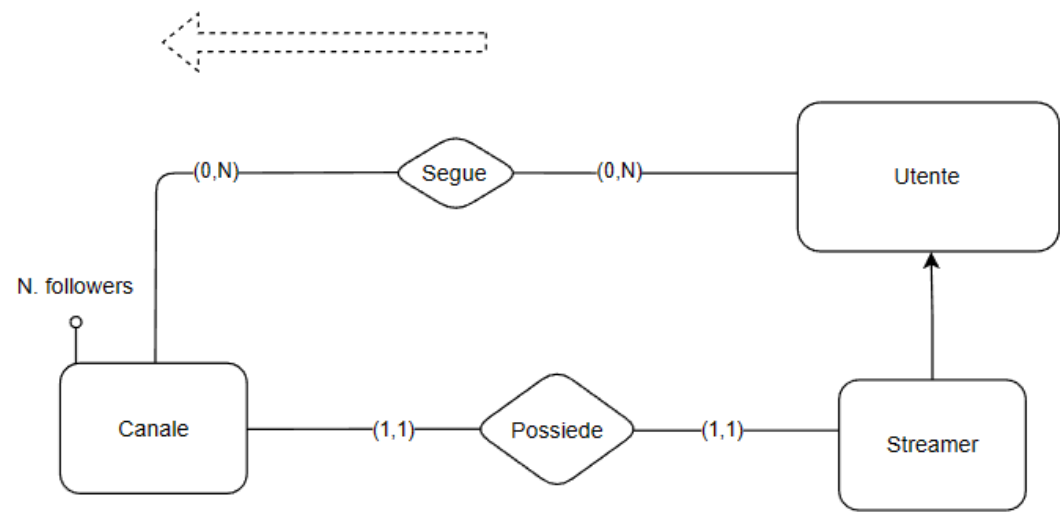 (0,N)
Segue
(0,N)
Utente
N. followers
Canale
(1,1)
Possiede
(1,1)
Streamer